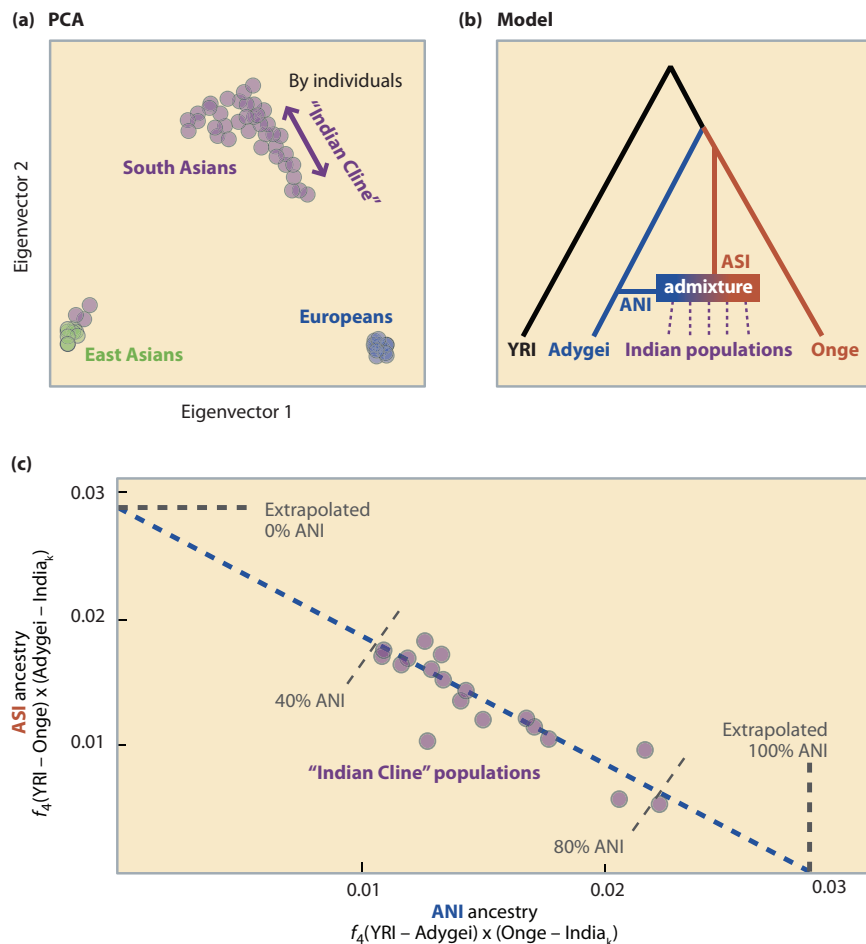 (a) PCA
By individuals
"Indian Cline"
South Asians
Europeans
East Asians
Eigenvector 2
Eigenvector 1
(b) Model
ASI
admixture
ANI
YRI Adygei Indian populations Onge
(c)
0.03
Extrapolated
0% ANI
0.02
40% ANI
0.01
Extrapolated
100% ANI
"Indian Cline" populations
80% ANI
ASI ancestry
f₄(YRI – Onge) x (Adygei – Indiaₖ)
0.01
0.02
0.03
ANI ancestry
f₄(YRI – Adygei) x (Onge – Indiaₖ)